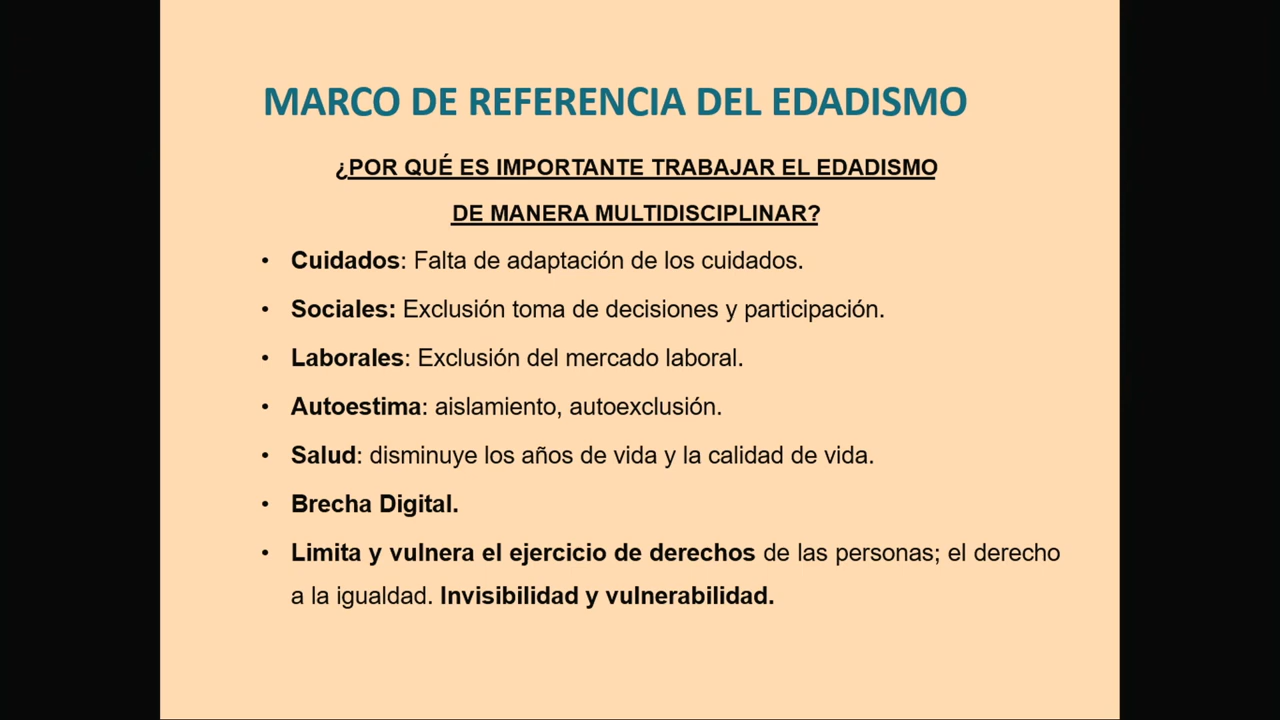 MARCO DE REFERENCIA DEL EDADISMO
¿POR QUÉ ES IMPORTANTE TRABAJAR EL EDADISMO
DE MANERA MULTIDISCIPLINAR?
• Cuidados: Falta de adaptación de los cuidados.
• Sociales: Exclusión toma de decisiones y participación.
• Laborales: Exclusión del mercado laboral.
• Autoestima: aislamiento, autoexclusión.
• Salud: disminuye los años de vida y la calidad de vida.
• Brecha Digital.
• Limita y vulnera el ejercicio de derechos de las personas; el derecho
a la igualdad. Invisibilidad y vulnerabilidad.